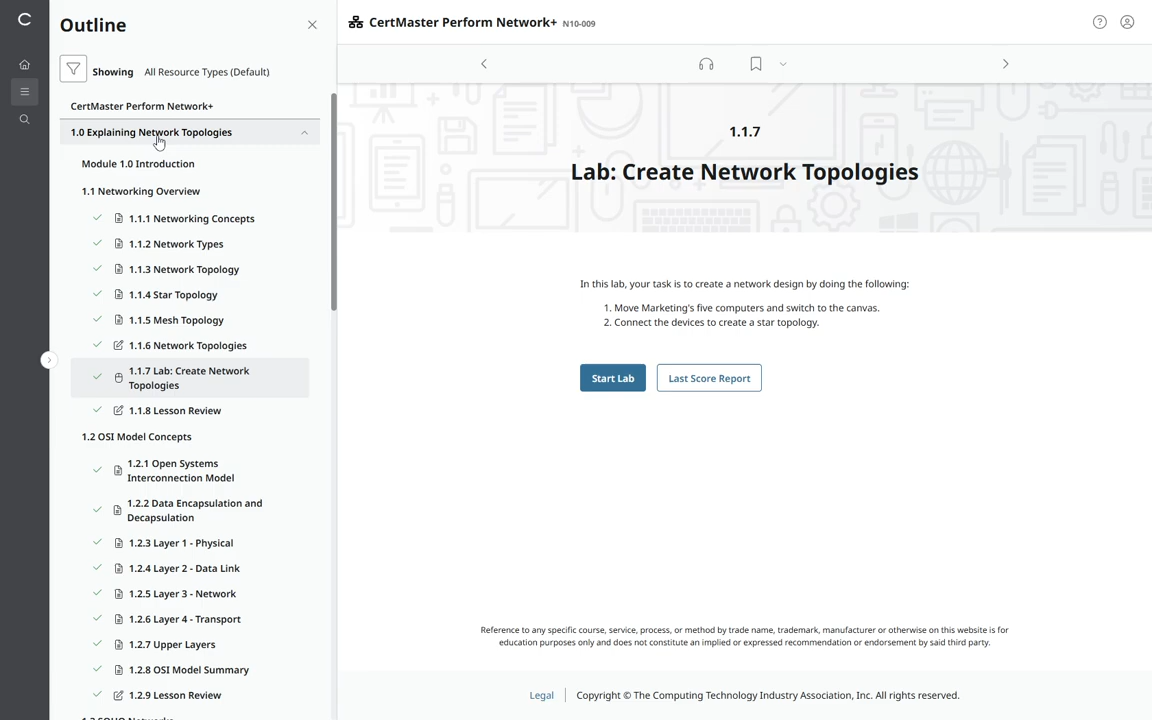 Outline
Showing All Resource Types (Default)
CertMaster Perform Network+
1.0 Explaining Network Topologies
Module 1.0 Introduction
1.1 Networking Overview
1.1.1 Networking Concepts
1.1.2 Network Types
1.1.3 Network Topology
1.1.4 Star Topology
1.1.5 Mesh Topology
1.1.6 Network Topologies
1.1.7 Lab: Create Network
Topologies
1.1.8 Lesson Review
1.2 OSI Model Concepts
1.2.1 Open Systems
Interconnection Model
1.2.2 Data Encapsulation and
Decapsulation
1.2.3 Layer 1 - Physical
1.2.4 Layer 2 - Data Link
1.2.5 Layer 3 - Network
1.2.6 Layer 4 - Transport
1.2.7 Upper Layers
1.2.8 OSI Model Summary
1.2.9 Lesson Review
1.3 SOHO Networks
CertMaster Perform Network+ N10-009
1.1.7
Lab: Create Network Topologies
In this lab, your task is to create a network design by doing the following:
1. Move Marketing's five computers and switch to the canvas.
2. Connect the devices to create a star topology.
Start Lab
Last Score Report
Reference to any specific course, service, process, or method by trade name, trademark, manufacturer or otherwise on this website is for
education purposes only and does not constitute an implied or expressed recommendation or endorsement by said third party.
Legal
Copyright © The Computing Technology Industry Association, Inc. All rights reserved.